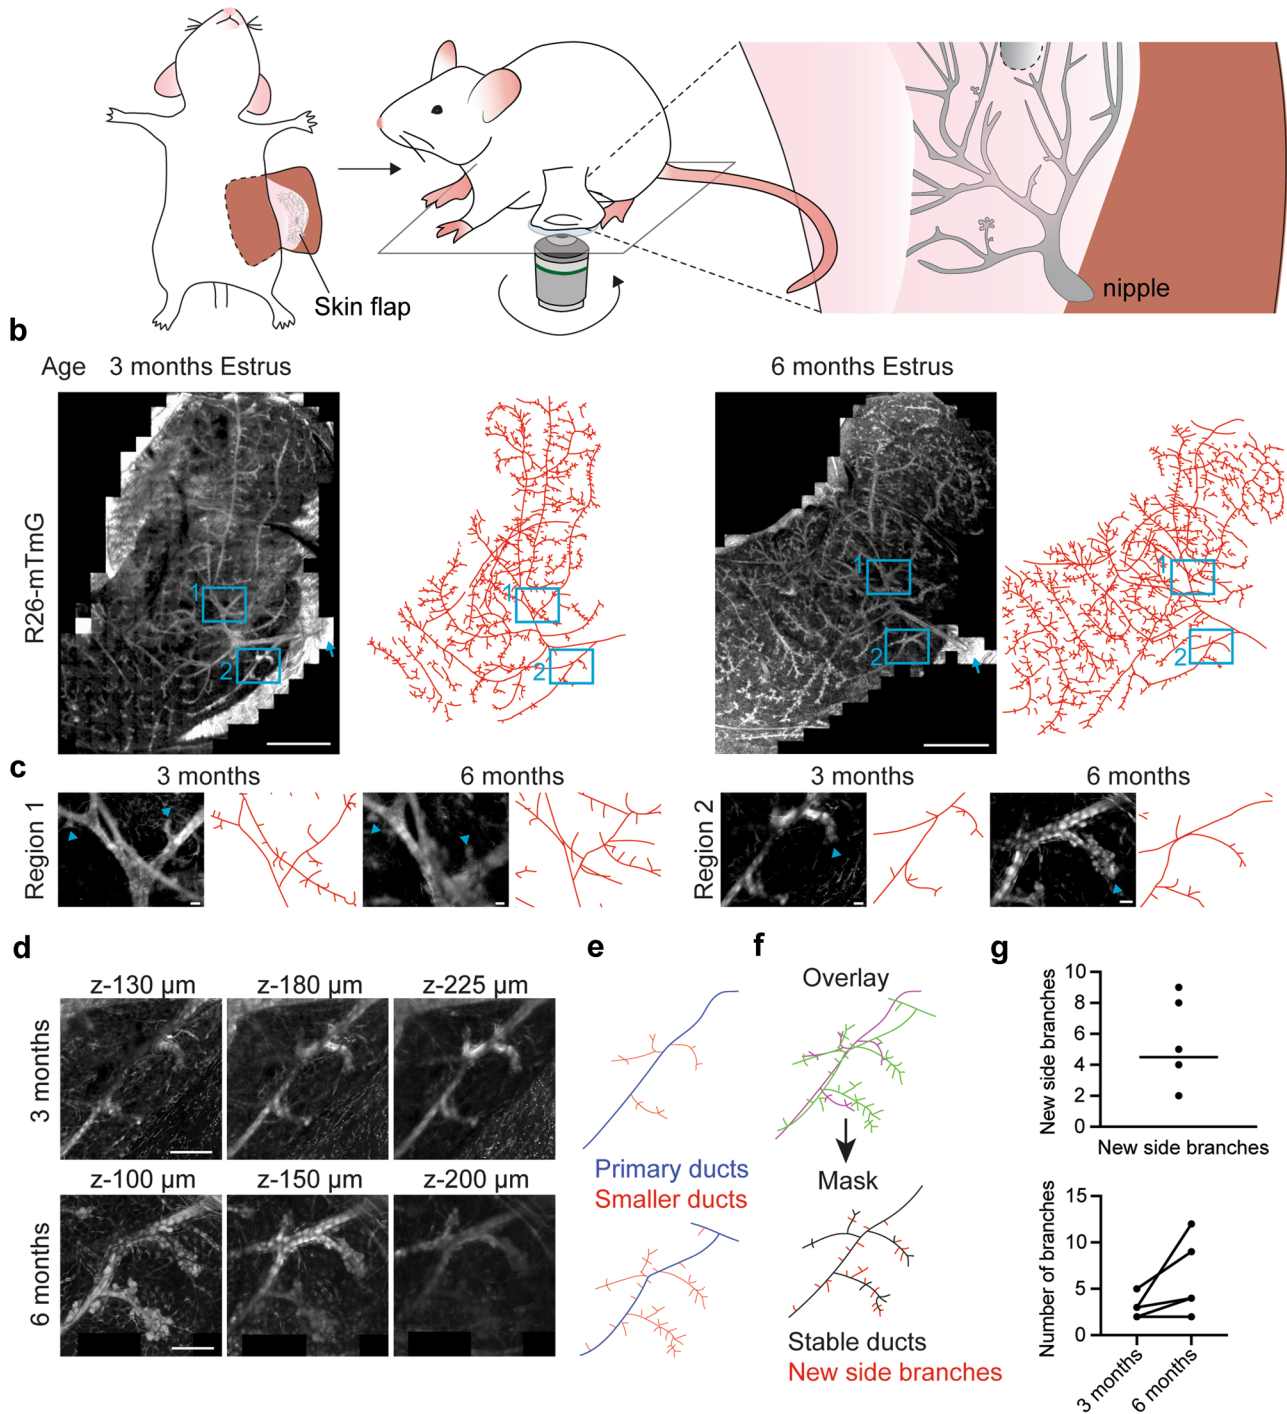 Skin flap
nipple
b
Age 3 months Estrus
6 months Estrus
R26-mTmG
1
2
1
2
1
2
1
2
c
3 months
6 months
3 months
6 months
Region 1
Region 2
d
e
f
g
z-130 µm
z-180 µm
z-225 µm
3 months
z-100 µm
z-150 µm
z-200 µm
6 months
Primary ducts
Smaller ducts
Overlay
Mask
Stable ducts
New side branches
New side branches
10
8
6
4
2
0
New side branches
Number of branches
15
10
5
0
3 months
6 months